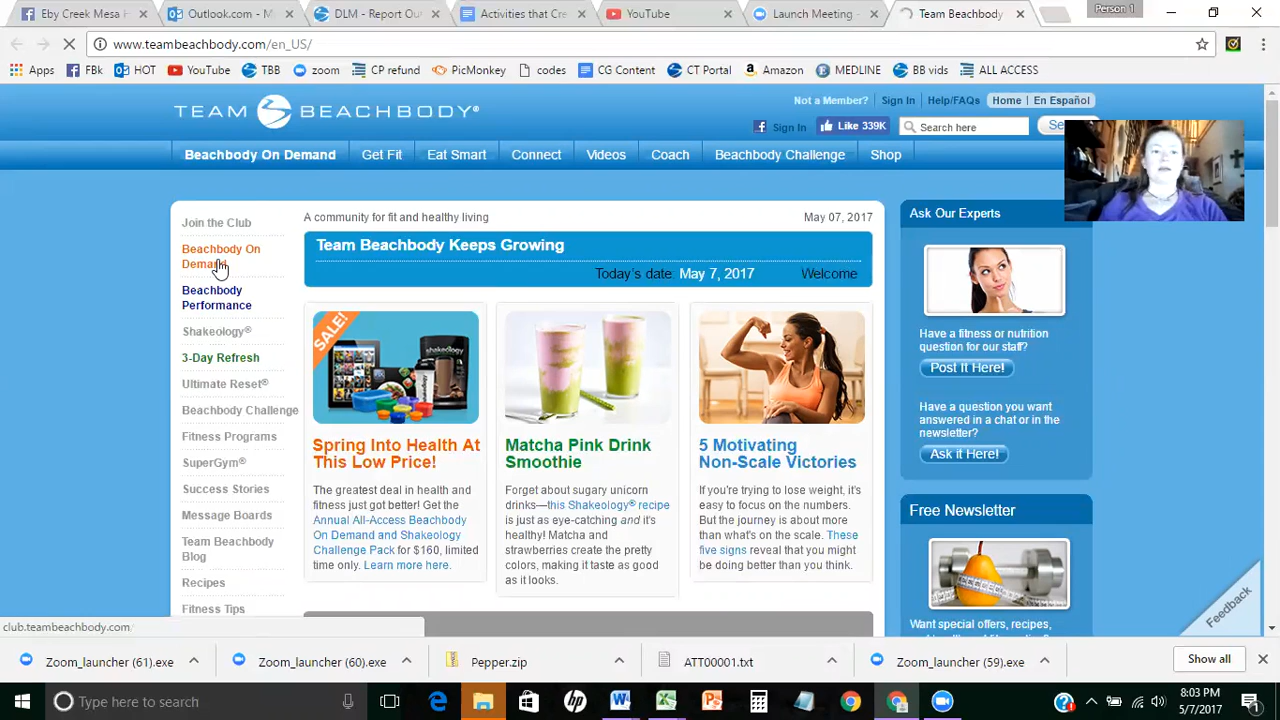 Eby Creek Mesa H
Outlook.com - M
DLM - Report Ou
Activities that Cre
YouTube
Launch Meeting -
Team Beachbody
Person 1
www.teambeachbody.com/en_US/
Apps
FBk
HOT
YouTube
TBB
zoom
CP refund
PicMonkey
codes
CG Content
CT Portal
Amazon
MEDLINE
BB vids
ALL ACCESS
TEAM BEACHBODY®
Not a Member?
Sign In
Help/FAQs
Home | En Español
Sign In
Like 339K
Search here
Se
Beachbody On Demand
Get Fit
Eat Smart
Connect
Videos
Coach
Beachbody Challenge
Shop
Join the Club
Beachbody On
Demand
Beachbody
Performance
Shakeology®
3-Day Refresh
Ultimate Reset®
Beachbody Challenge
Fitness Programs
SuperGym®
Success Stories
Message Boards
Team Beachbody
Blog
Recipes
Fitness Tips
A community for fit and healthy living
May 07, 2017
Team Beachbody Keeps Growing
Today's date May 7, 2017
Welcome
SALE!
shakeology
Spring Into Health At
This Low Price!
The greatest deal in health and
fitness just got better! Get the
Annual All-Access Beachbody
On Demand and Shakeology
Challenge Pack for $160, limited
time only. Learn more here.
Matcha Pink Drink
Smoothie
Forget about sugary unicorn
drinks—this Shakeology® recipe
is just as eye-catching and it's
healthy! Matcha and
strawberries create the pretty
colors, making it taste as good
as it looks.
5 Motivating
Non-Scale Victories
If you're trying to lose weight, it's
easy to focus on the numbers.
But the journey is about more
than what's on the scale. These
five signs reveal that you might
be doing better than you think.
Ask Our Experts
Have a fitness or nutrition
question for our staff?
Post It Here!
Have a question you want
answered in a chat or in the
newsletter?
Ask it Here!
Free Newsletter
Want special offers, recipes,
Feedback
club.teambeachbody.com
Zoom_launcher (61).exe
Zoom_launcher (60).exe
Pepper.zip
ATT00001.txt
Zoom_launcher (59).exe
Show all
Type here to search
8:03 PM
5/7/2017